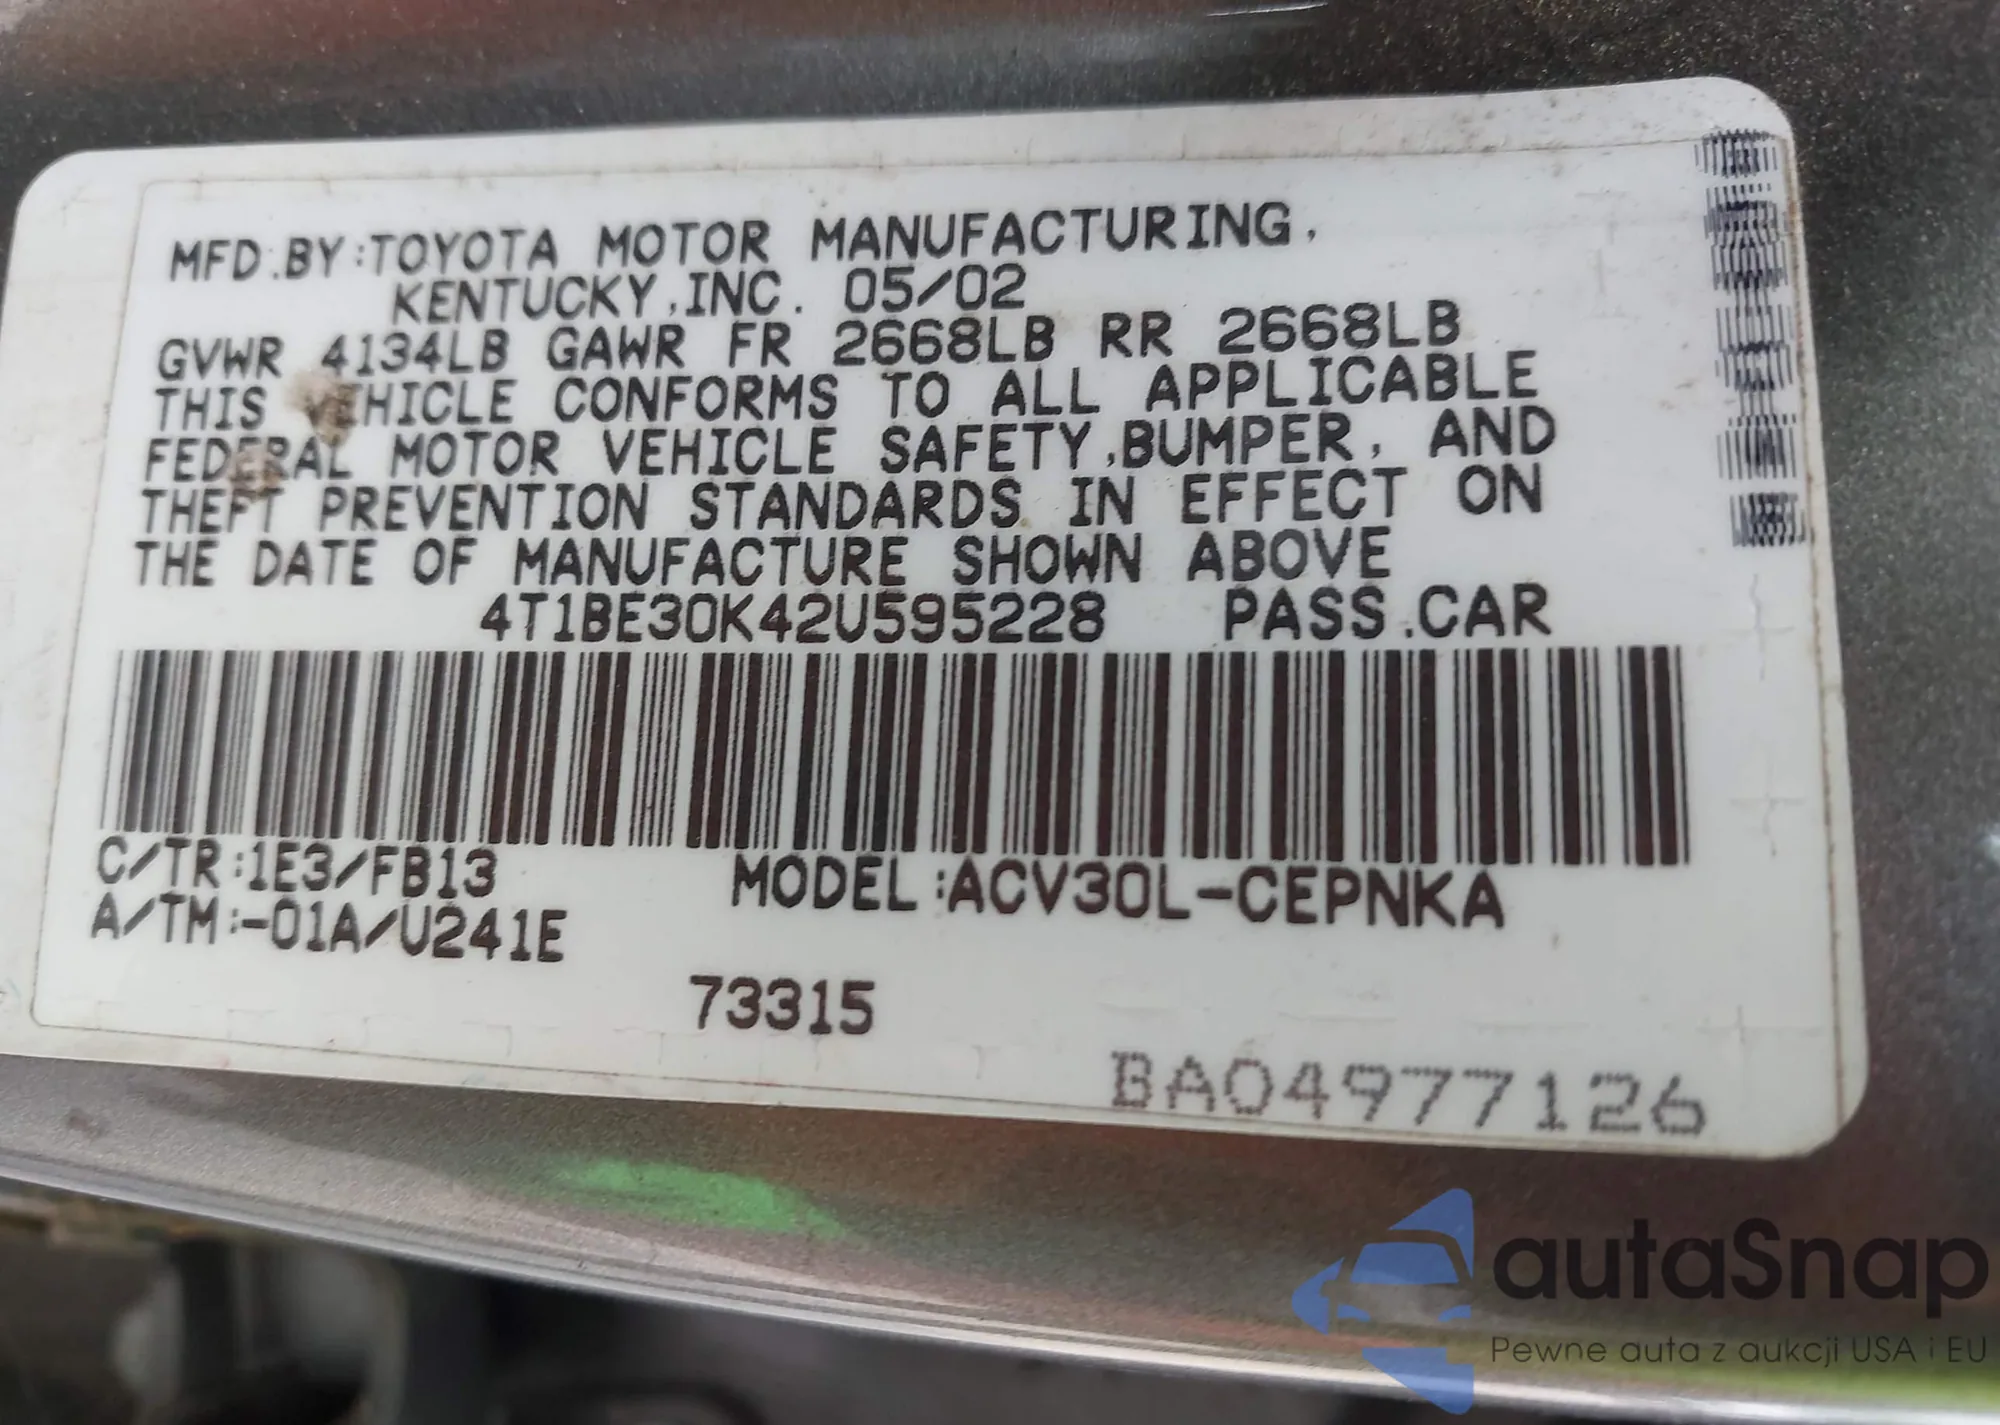 MFD.BY:TOYOTA MOTOR MANUFACTURING,
KENTUCKY,INC. 05/02
GVWR 4134LB GAWR FR 2668LB RR 2668LB
THIS VEHICLE CONFORMS TO ALL APPLICABLE
FEDERAL MOTOR VEHICLE SAFETY,BUMPER, AND
THEFT PREVENTION STANDARDS IN EFFECT ON
THE DATE OF MANUFACTURE SHOWN ABOVE
4T1BE30K42U595228 PASS.CAR
C/TR:1E3/FB13
MODEL:ACV30L-CEPNKA
A/TM:-01A/U241E
73315
BA04977126
autaSnap
Pewne auta z aukcji USA i EU